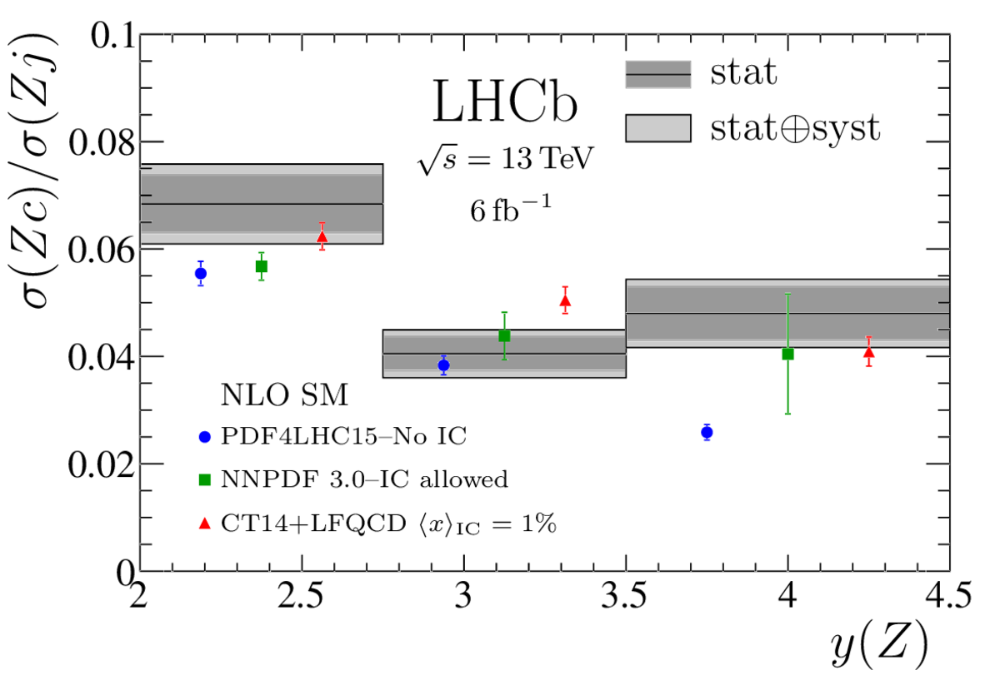 σ(Zc)/σ(Zj)
0.1
0.08
0.06
0.04
0.02
0
LHCb
√s = 13 TeV
6 fb⁻¹
stat
stat⊕syst
NLO SM
PDF4LHC15–No IC
NNPDF 3.0–IC allowed
CT14+LFQCD ⟨x⟩IC = 1%
2 2.5 3 3.5 4 4.5
y(Z)